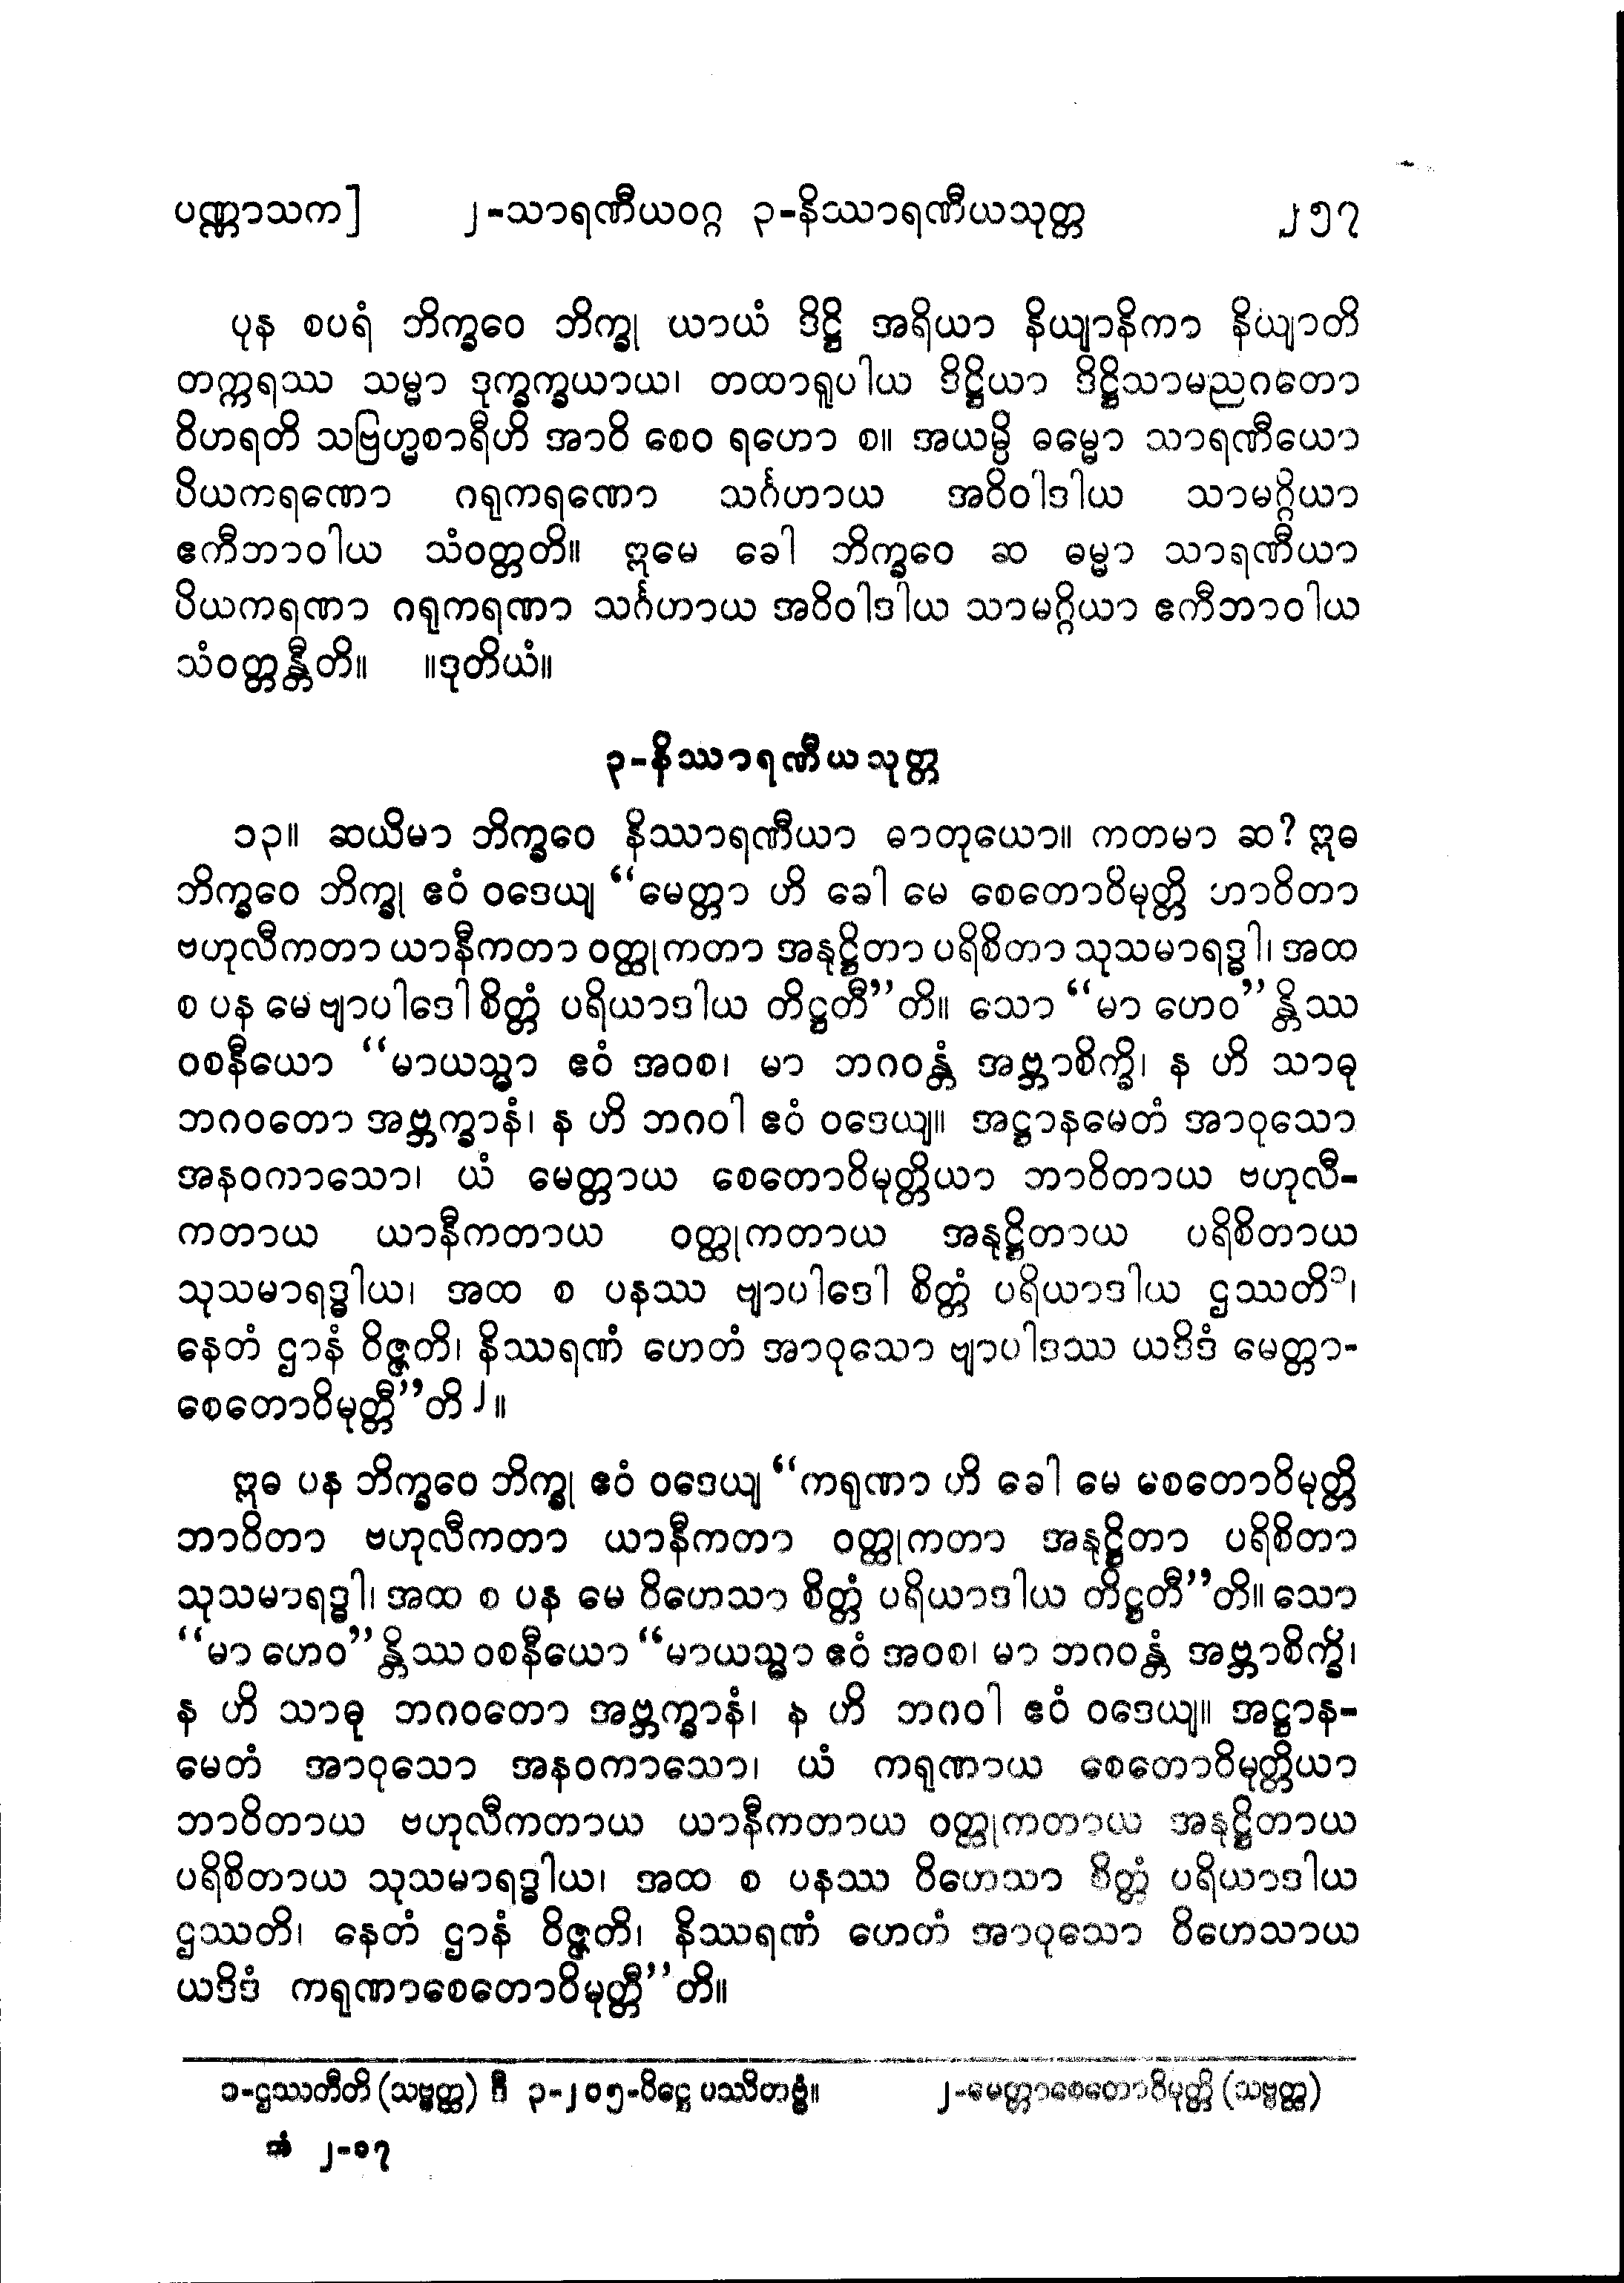 ပဏ္ဏာသက] ၂-သာရဏီယဝဂ္ဂ ၃-နိဿာရဏီယသုတ္တ ၂၅၇
ပုန စပရံ ဘိက္ခဝေ ဘိက္ခု ယာယံ ဒိဋ္ဌိ အရိယာ နိယျာနိကာ နိယျာတိ
တက္ကရဿ သမ္မာ ဒုက္ခက္ခယာယ၊ တထာရူပါယ ဒိဋ္ဌိယာ ဒိဋ္ဌိသာမညဂတော
ဝိဟရတိ သဗြဟ္မစာရီဟိ အာဝိ စေဝ ရဟော စ။ အယမ္ပိ ဓမ္မော သာရဏီယော
ပိယကရဏော ဂရုကရဏော သင်္ဂဟာယ အဝိဝါဒါယ သာမဂ္ဂိယာ
ဧကီဘာဝါယ သံဝတ္တတိ။ ဣမေ ခေါ ဘိက္ခဝေ ဆ ဓမ္မာ သာရဏီယာ
ပိယကရဏာ ဂရုကရဏာ သင်္ဂဟာယ အဝိဝါဒါယ သာမဂ္ဂိယာ ဧကီဘာဝါယ
သံဝတ္တန္တီတိ။ ။ဒုတိယံ။
၃-နိဿာရဏီယသုတ္တ
၁၃။ ဆယိမာ ဘိက္ခဝေ နိဿာရဏီယာ ဓာတုယော။ ကတမာ ဆ? ဣဓ
ဘိက္ခဝေ ဘိက္ခု ဧဝံ ဝဒေယျ “မေတ္တာ ဟိ ခေါ မေ စေတောဝိမုတ္တိ ဘာဝိတာ
ဗဟုလီကတာ ယာနီကတာ ဝတ္ထုကတာ အနုဋ္ဌိတာ ပရိစိတာ သုသမာရဒ္ဓါ၊ အထ
စ ပန မေ ဗျာပါဒေါ စိတ္တံ ပရိယာဒါယ တိဋ္ဌတီ”တိ။ သော “မာ ဟေဝ” န္တိဿ
ဝစနီယော “မာယသ္မာ ဧဝံ အဝစ၊ မာ ဘဂဝန္တံ အဗ္ဘာစိက္ခိ၊ န ဟိ သာဓု
ဘဂဝတော အဗ္ဘက္ခာနံ၊ န ဟိ ဘဂဝါ ဧဝံ ဝဒေယျ။ အဋ္ဌာနမေတံ အာဝုသော
အနဝကာသော၊ ယံ မေတ္တာယ စေတောဝိမုတ္တိယာ ဘာဝိတာယ ဗဟုလီ-
ကတာယ ယာနီကတာယ ဝတ္ထုကတာယ အနုဋ္ဌိတာယ ပရိစိတာယ
သုသမာရဒ္ဓါယ၊ အထ စ ပနဿ ဗျာပါဒေါ စိတ္တံ ပရိယာဒါယ ဌဿတိ၁၊
နေတံ ဌာနံ ဝိဇ္ဇတိ၊ နိဿရဏံ ဟေတံ အာဝုသော ဗျာပါဒဿ ယဒိဒံ မေတ္တာ-
စေတောဝိမုတ္တီ”တိ၂။
ဣဓ ပန ဘိက္ခဝေ ဘိက္ခု ဧဝံ ဝဒေယျ “ကရုဏာ ဟိ ခေါ မေ စေတောဝိမုတ္တိ
ဘာဝိတာ ဗဟုလီကတာ ယာနီကတာ ဝတ္ထုကတာ အနုဋ္ဌိတာ ပရိစိတာ
သုသမာရဒ္ဓါ၊ အထ စ ပန မေ ဝိဟေသာ စိတ္တံ ပရိယာဒါယ တိဋ္ဌတီ”တိ။ သော
“မာ ဟေဝ” န္တိဿ ဝစနီယော “မာယသ္မာ ဧဝံ အဝစ၊ မာ ဘဂဝန္တံ အဗ္ဘာစိက္ခိ၊
န ဟိ သာဓု ဘဂဝတော အဗ္ဘက္ခာနံ၊ န ဟိ ဘဂဝါ ဧဝံ ဝဒေယျ။ အဋ္ဌာန-
မေတံ အာဝုသော အနဝကာသော၊ ယံ ကရုဏာယ စေတောဝိမုတ္တိယာ
ဘာဝိတာယ ဗဟုလီကတာယ ယာနီကတာယ ဝတ္ထုကတာယ အနုဋ္ဌိတာယ
ပရိစိတာယ သုသမာရဒ္ဓါယ၊ အထ စ ပနဿ ဝိဟေသာ စိတ္တံ ပရိယာဒါယ
ဌဿတိ၊ နေတံ ဌာနံ ဝိဇ္ဇတိ၊ နိဿရဏံ ဟေတံ အာဝုသော ဝိဟေသာယ
ယဒိဒံ ကရုဏာစေတောဝိမုတ္တီ”တိ။
၁-ဌဿတီတိ (သဗ္ဗတ္ထ) ဒီ ၃-၂၀၅-ပိဋ္ဌေ ပဿိတဗ္ဗံ။ ၂-မေတ္တာစေတောဝိမုတ္တိ (သဗ္ဗတ္ထ)
အံ ၂-၁၇